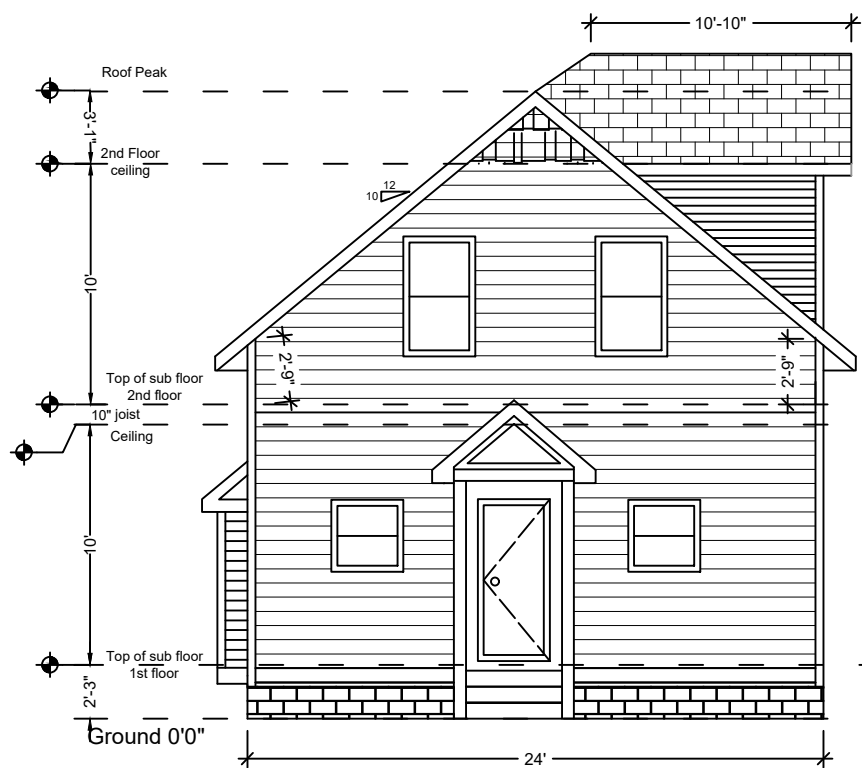 10'-10"
Roof Peak
3'-1"
2nd Floor
ceiling
12
10
10'
2'-9"
2'-9"
Top of sub floor
2nd floor
10" joist
Ceiling
10'
Top of sub floor
1st floor
2'-3"
Ground 0'0"
24'